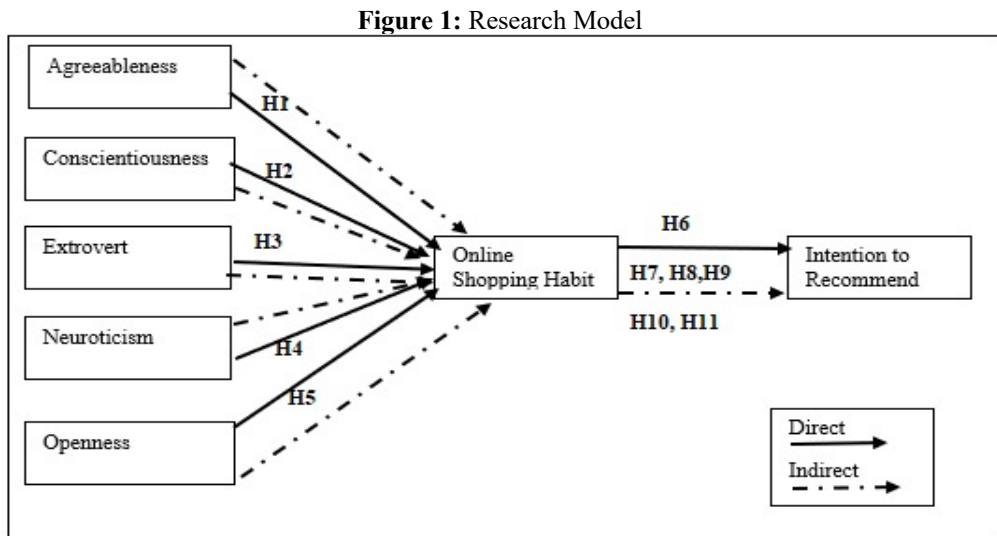 Figure 1: Research Model
Agreeableness
H1
Conscientiousness
H2
Extrovert
H3
Neuroticism
H4
Openness
H5
Online
Shopping Habit
H6
H7, H8,H9
H10, H11
Intention to
Recommend
Direct
Indirect